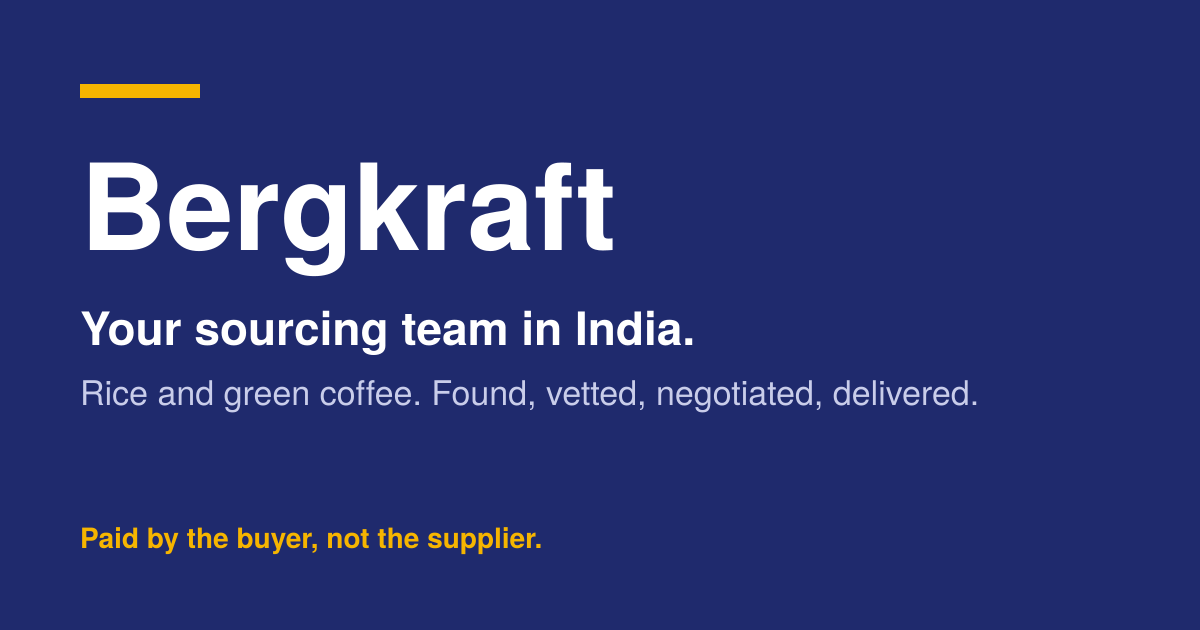 Bergkraft
Your sourcing team in India.
Rice and green coffee. Found, vetted, negotiated, delivered.
Paid by the buyer, not the supplier.